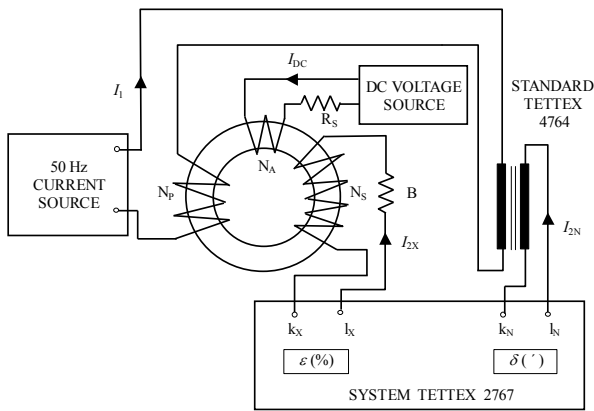 I1
IDC
DC VOLTAGE
SOURCE
RS
STANDARD
TETTEX
4764
50 Hz
CURRENT
SOURCE
NA
NP
NS
B
I2X
I2N
kX
lX
kN
lN
ε (%)
δ ( ´ )
SYSTEM TETTEX 2767